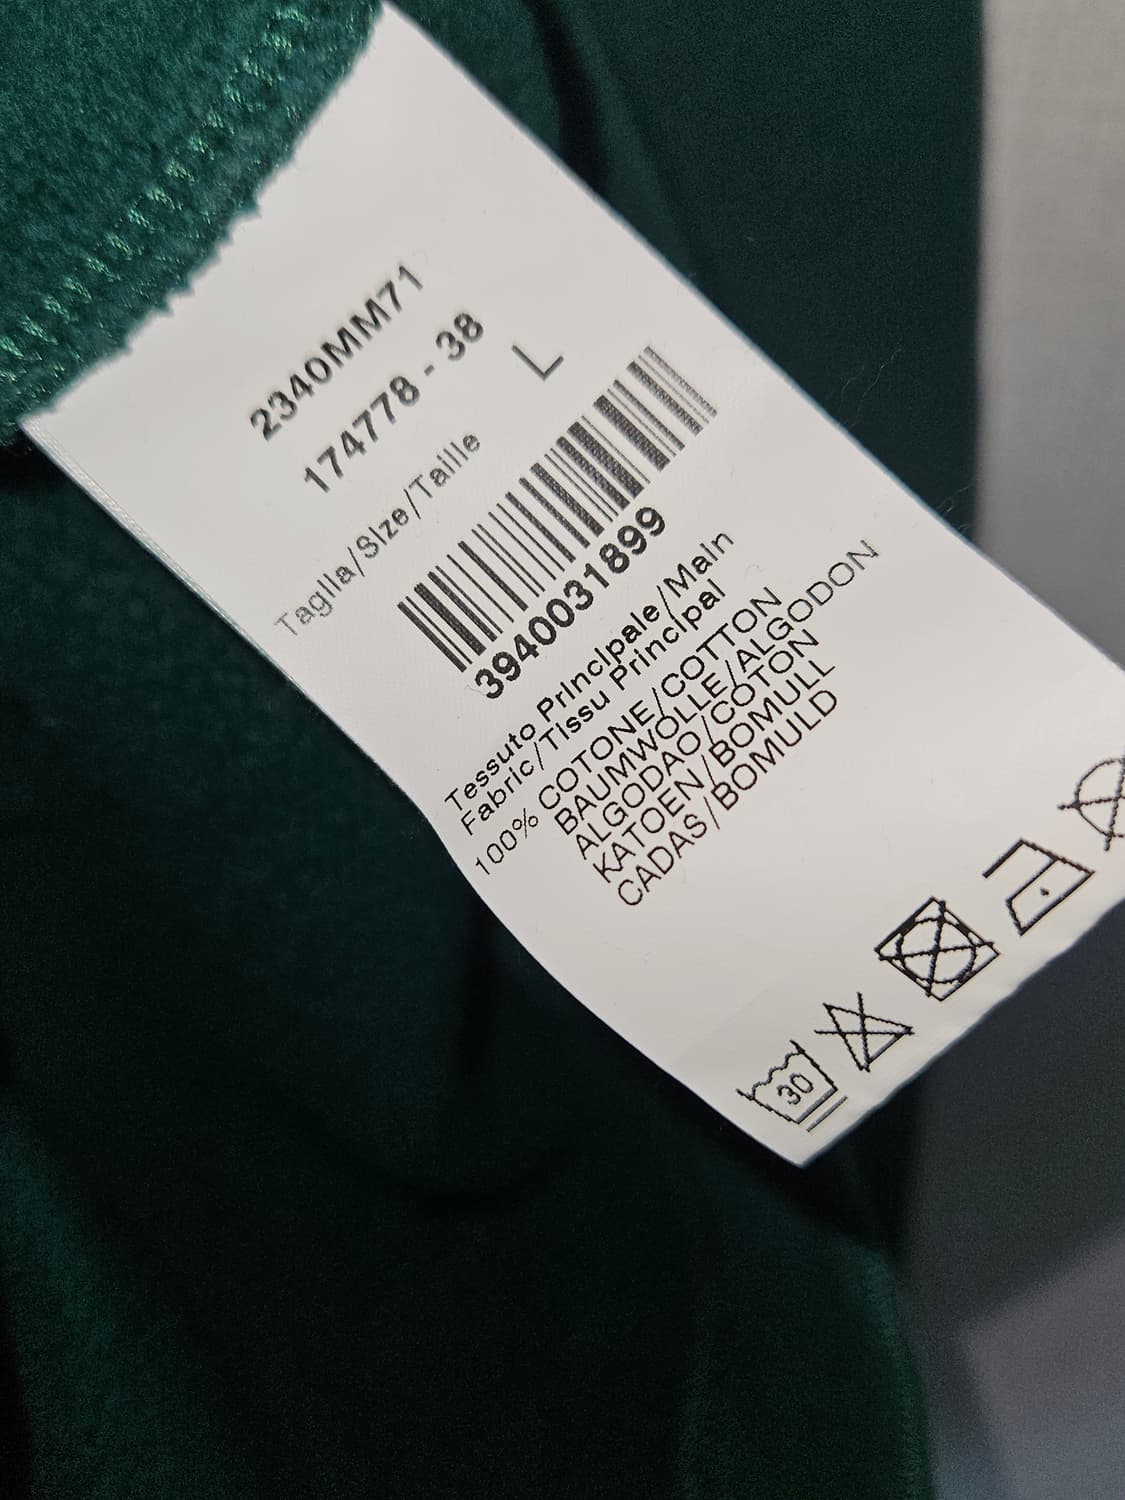 2340MM71
174778 - 38
Taglia/Size/Taille L
3940031899
Tessuto Principale/Main
Fabric/Tissu Principal
100% COTONE/COTTON
BAUMWOLLE/ALGODON
ALGODAO/COTON
KATOEN/BOMULL
CADAS/BOMULD
30